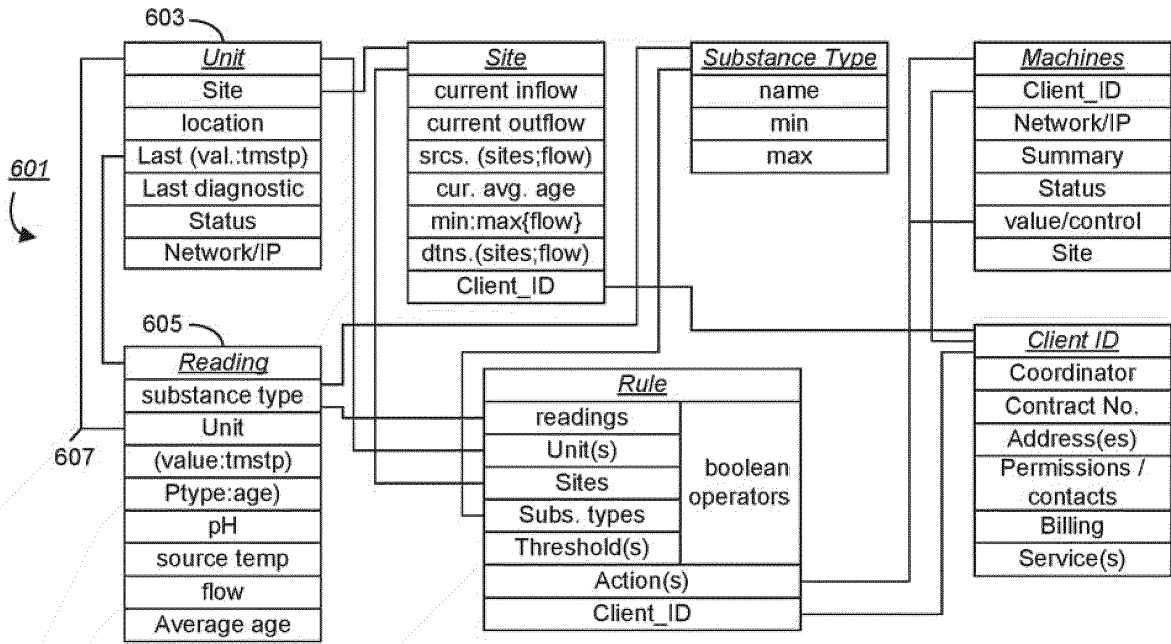 603
Unit
Site
location
Last (val.:tmstp)
Last diagnostic
Status
Network/IP
Site
current inflow
current outflow
srcs. (sites;flow)
cur. avg. age
min:max{flow}
dtns.(sites;flow)
Client_ID
Substance Type
name
min
max
Machines
Client_ID
Network/IP
Summary
Status
value/control
Site
601
605
Reading
substance type
Unit
(value:tmstp)
Ptype:age)
pH
source temp
flow
Average age
607
Rule
readings
Unit(s)
Sites
Subs. types
Threshold(s)
boolean
operators
Action(s)
Client_ID
Client ID
Coordinator
Contract No.
Address(es)
Permissions /
contacts
Billing
Service(s)